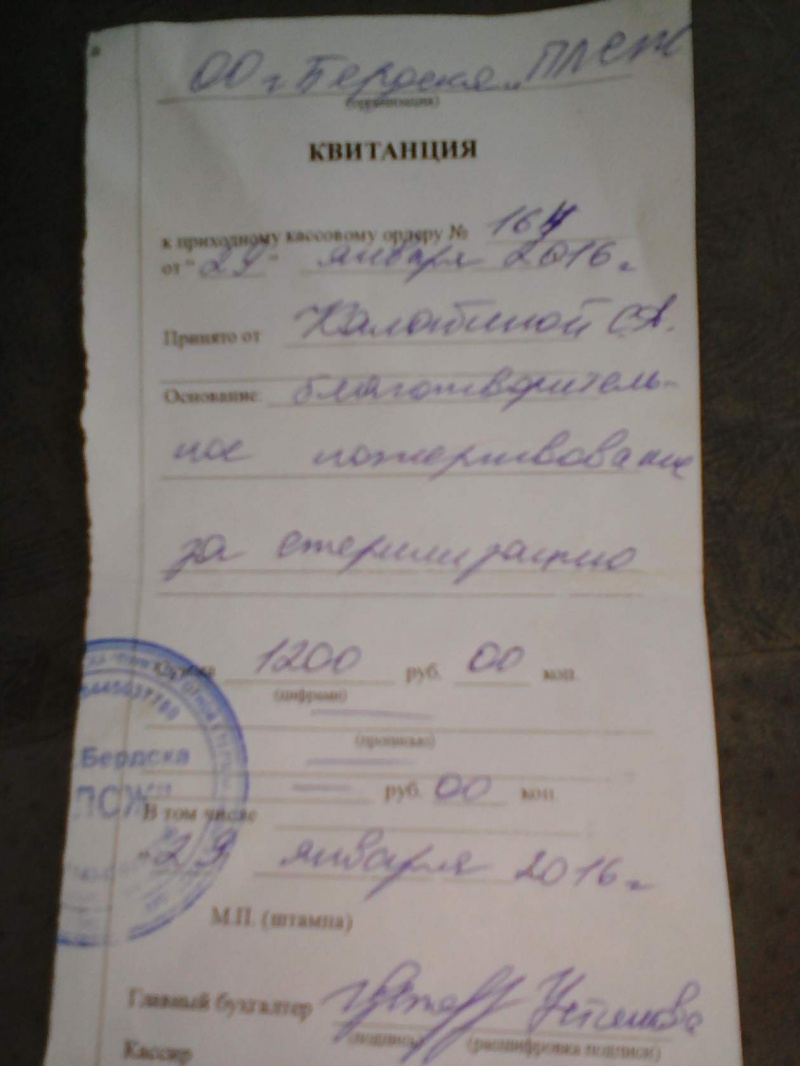 ОО г. Бердска „ПЛСЖ
(организация)
КВИТАНЦИЯ
к приходному кассовому ордеру № 164
от "29" января 2016 г
Принято от С.А.
Основание: благотворитель-
ное пожертвование
за стерилизацию
1200 руб. 00 коп.
(цифрами)
(прописью)
руб. 00 коп
В том числе
"29 января 2016 г
М.П. (штампа)
Главный бухгалтер
(подпись) (расшифровка подписи)
Кассир
Бердска